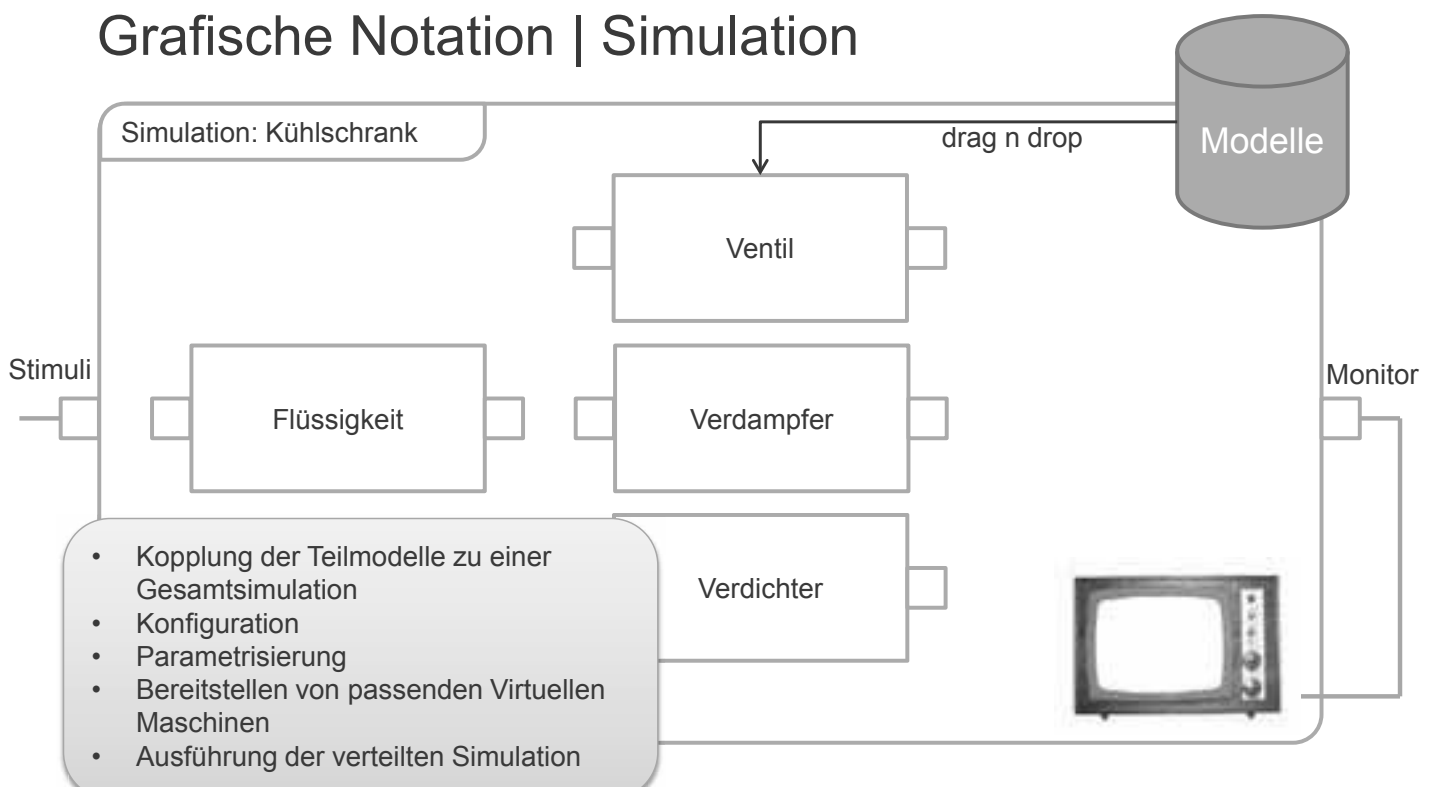 Grafische Notation | Simulation
Simulation: Kühlschrank
drag n drop
Modelle
Ventil
Stimuli
Monitor
Flüssigkeit
Verdampfer
Verdichter
• Kopplung der Teilmodelle zu einer
Gesamtsimulation
• Konfiguration
• Parametrisierung
• Bereitstellen von passenden Virtuellen
Maschinen
• Ausführung der verteilten Simulation